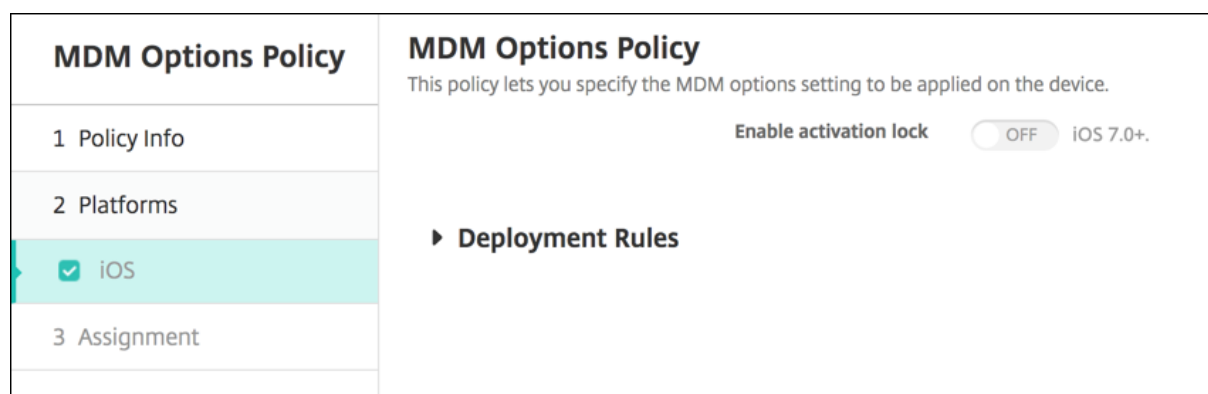 MDM Options Policy
1 Policy Info
2 Platforms
iOS
3 Assignment
MDM Options Policy
This policy lets you specify the MDM options setting to be applied on the device.
Enable activation lock OFF iOS 7.0+.
Deployment Rules